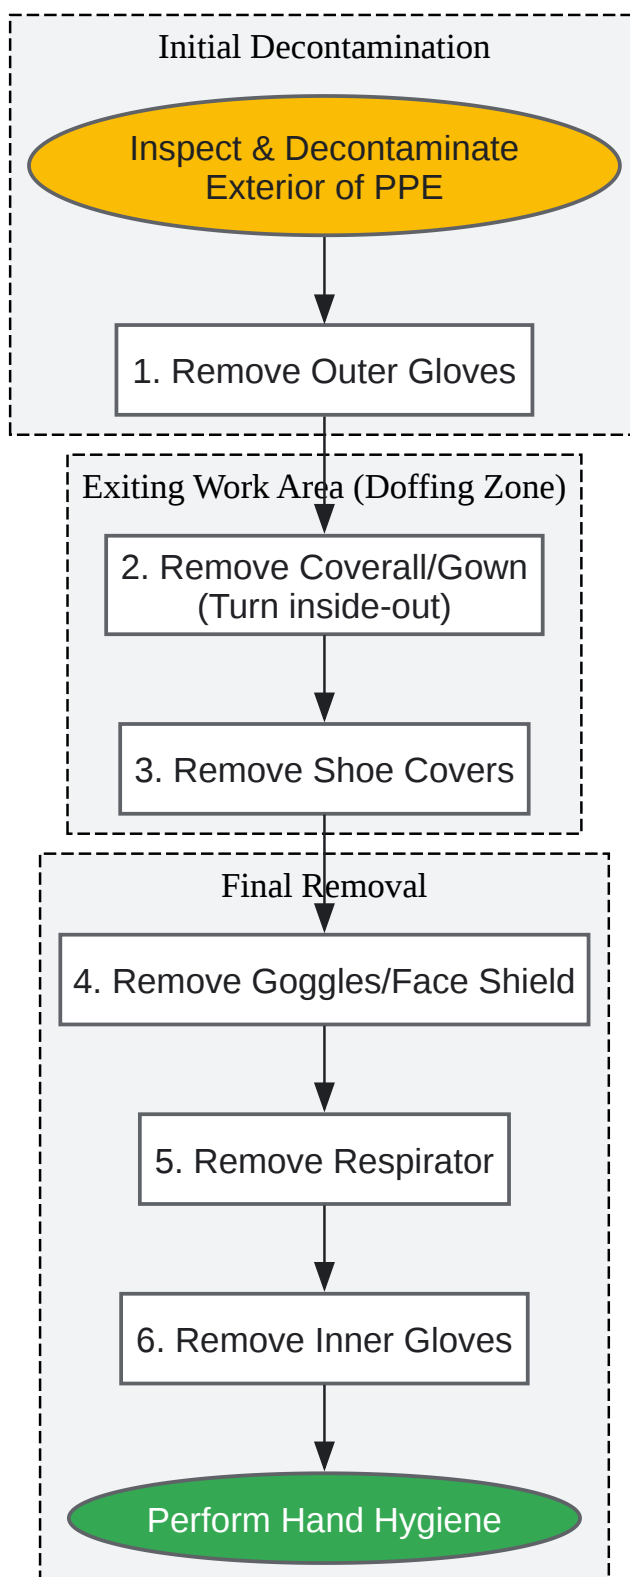 Initial Decontamination
Inspect & Decontaminate
Exterior of PPE
1. Remove Outer Gloves
Exiting Work Area (Doffing Zone)
2. Remove Coverall/Gown
(Turn inside-out)
3. Remove Shoe Covers
Final Removal
4. Remove Goggles/Face Shield
5. Remove Respirator
6. Remove Inner Gloves
Perform Hand Hygiene